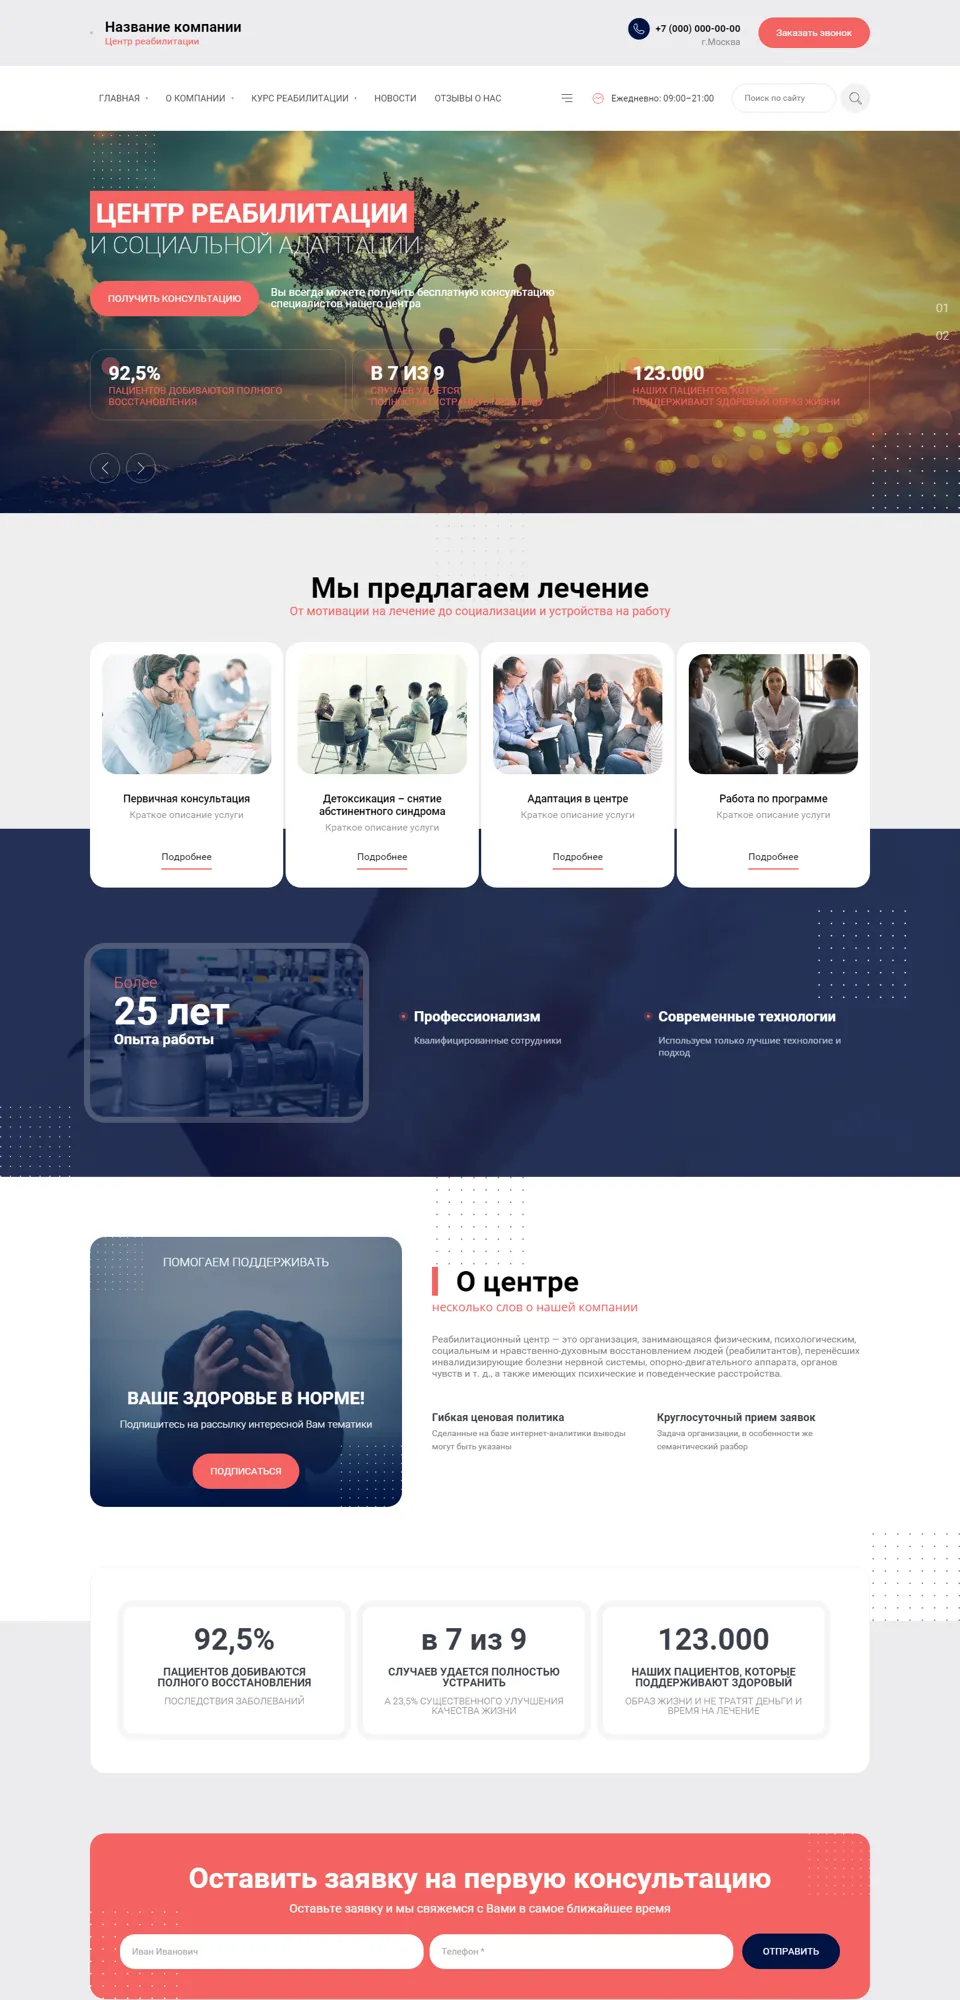 Название компании
Центр реабилитации
+7 (000) 000-00-00
г.Москва
Заказать звонок
ГЛАВНАЯ
О КОМПАНИИ
КУРС РЕАБИЛИТАЦИИ
НОВОСТИ
ОТЗЫВЫ О НАС
Ежедневно: 09:00–21:00
Поиск по сайту
ЦЕНТР РЕАБИЛИТАЦИИ
И СОЦИАЛЬНОЙ АДАПТАЦИИ
ПОЛУЧИТЬ КОНСУЛЬТАЦИЮ
Вы всегда можете получить бесплатную консультацию
специалистов нашего центра
01
02
92,5%
ПАЦИЕНТОВ ДОБИВАЮТСЯ ПОЛНОГО
ВОССТАНОВЛЕНИЯ
В 7 ИЗ 9
СЛУЧАЕВ УДАЕТСЯ
ПОЛНОСТЬЮ УСТРАНИТЬ ПРОБЛЕМУ
123.000
НАШИХ ПАЦИЕНТОВ, КОТОРЫЕ
ПОДДЕРЖИВАЮТ ЗДОРОВЫЙ ОБРАЗ ЖИЗНИ
Мы предлагаем лечение
От мотивации на лечение до социализации и устройства на работу
Первичная консультация
Краткое описание услуги
Подробнее
Детоксикация – снятие
абстинентного синдрома
Краткое описание услуги
Подробнее
Адаптация в центре
Краткое описание услуги
Подробнее
Работа по программе
Краткое описание услуги
Подробнее
Более
25 лет
Опыта работы
Профессионализм
Квалифицированные сотрудники
Современные технологии
Используем только лучшие технологие и
подход
ПОМОГАЕМ ПОДДЕРЖИВАТЬ
ВАШЕ ЗДОРОВЬЕ В НОРМЕ!
Подпишитесь на рассылку интересной Вам тематики
ПОДПИСАТЬСЯ
О центре
несколько слов о нашей компании
Реабилитационный центр — это организация, занимающаяся физическим, психологическим,
социальным и нравственно-духовным восстановлением людей (реабилитантов), перенёсших
инвалидизирующие болезни нервной системы, опорно-двигательного аппарата, органов
чувств и т. д., а также имеющих психические и поведенческие расстройства.
Гибкая ценовая политика
Сделанные на базе интернет-аналитики выводы
могут быть указаны
Круглосуточный прием заявок
Задача организации, в особенности же
семантический разбор
92,5%
ПАЦИЕНТОВ ДОБИВАЮТСЯ
ПОЛНОГО ВОССТАНОВЛЕНИЯ
ПОСЛЕДСТВИЯ ЗАБОЛЕВАНИЙ
в 7 из 9
СЛУЧАЕВ УДАЕТСЯ ПОЛНОСТЬЮ
УСТРАНИТЬ
А 23,5% СУЩЕСТВЕННОГО УЛУЧШЕНИЯ
КАЧЕСТВА ЖИЗНИ
123.000
НАШИХ ПАЦИЕНТОВ, КОТОРЫЕ
ПОДДЕРЖИВАЮТ ЗДОРОВЫЙ
ОБРАЗ ЖИЗНИ И НЕ ТРАТЯТ ДЕНЬГИ И
ВРЕМЯ НА ЛЕЧЕНИЕ
Оставить заявку на первую консультацию
Оставьте заявку и мы свяжемся с Вами в самое ближайшее время
Иван Иванович
Телефон *
ОТПРАВИТЬ